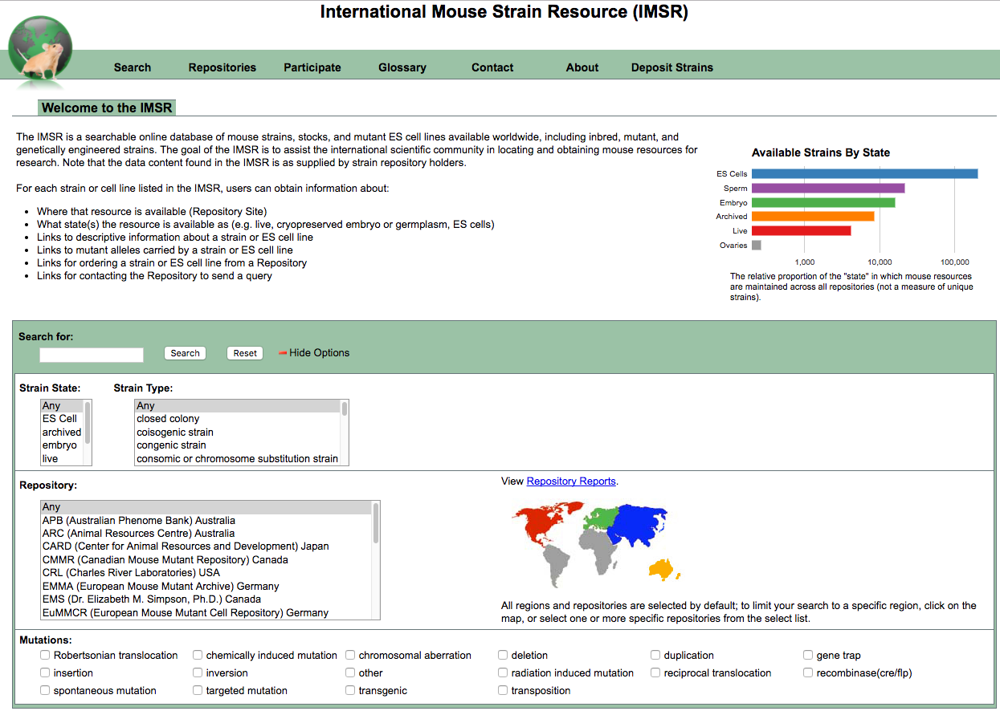 International Mouse Strain Resource (IMSR)
Search Repositories Participate Glossary Contact About Deposit Strains
Welcome to the IMSR
The IMSR is a searchable online database of mouse strains, stocks, and mutant ES cell lines available worldwide, including inbred, mutant, and
genetically engineered strains. The goal of the IMSR is to assist the international scientific community in locating and obtaining mouse resources for
research. Note that the data content found in the IMSR is as supplied by strain repository holders.
For each strain or cell line listed in the IMSR, users can obtain information about:
• Where that resource is available (Repository Site)
• What state(s) the resource is available as (e.g. live, cryopreserved embryo or germplasm, ES cells)
• Links to descriptive information about a strain or ES cell line
• Links to mutant alleles carried by a strain or ES cell line
• Links for ordering a strain or ES cell line from a Repository
• Links for contacting the Repository to send a query
Available Strains By State
ES Cells
Sperm
Embryo
Archived
Live
Ovaries
1,000 10,000 100,000
The relative proportion of the "state" in which mouse resources
are maintained across all repositories (not a measure of unique
strains).
Search for:
Search Reset Hide Options
Strain State: Strain Type:
Any
ES Cell
archived
embryo
live
Any
closed colony
coisogenic strain
congenic strain
consomic or chromosome substitution strain
Repository:
Any
APB (Australian Phenome Bank) Australia
ARC (Animal Resources Centre) Australia
CARD (Center for Animal Resources and Development) Japan
CMMR (Canadian Mouse Mutant Repository) Canada
CRL (Charles River Laboratories) USA
EMMA (European Mouse Mutant Archive) Germany
EMS (Dr. Elizabeth M. Simpson, Ph.D.) Canada
EuMMCR (European Mouse Mutant Cell Repository) Germany
View Repository Reports.
All regions and repositories are selected by default; to limit your search to a specific region, click on the
map, or select one or more specific repositories from the select list.
Mutations:
Robertsonian translocation chemically induced mutation chromosomal aberration deletion duplication gene trap
insertion inversion other radiation induced mutation reciprocal translocation recombinase(cre/flp)
spontaneous mutation targeted mutation transgenic transposition